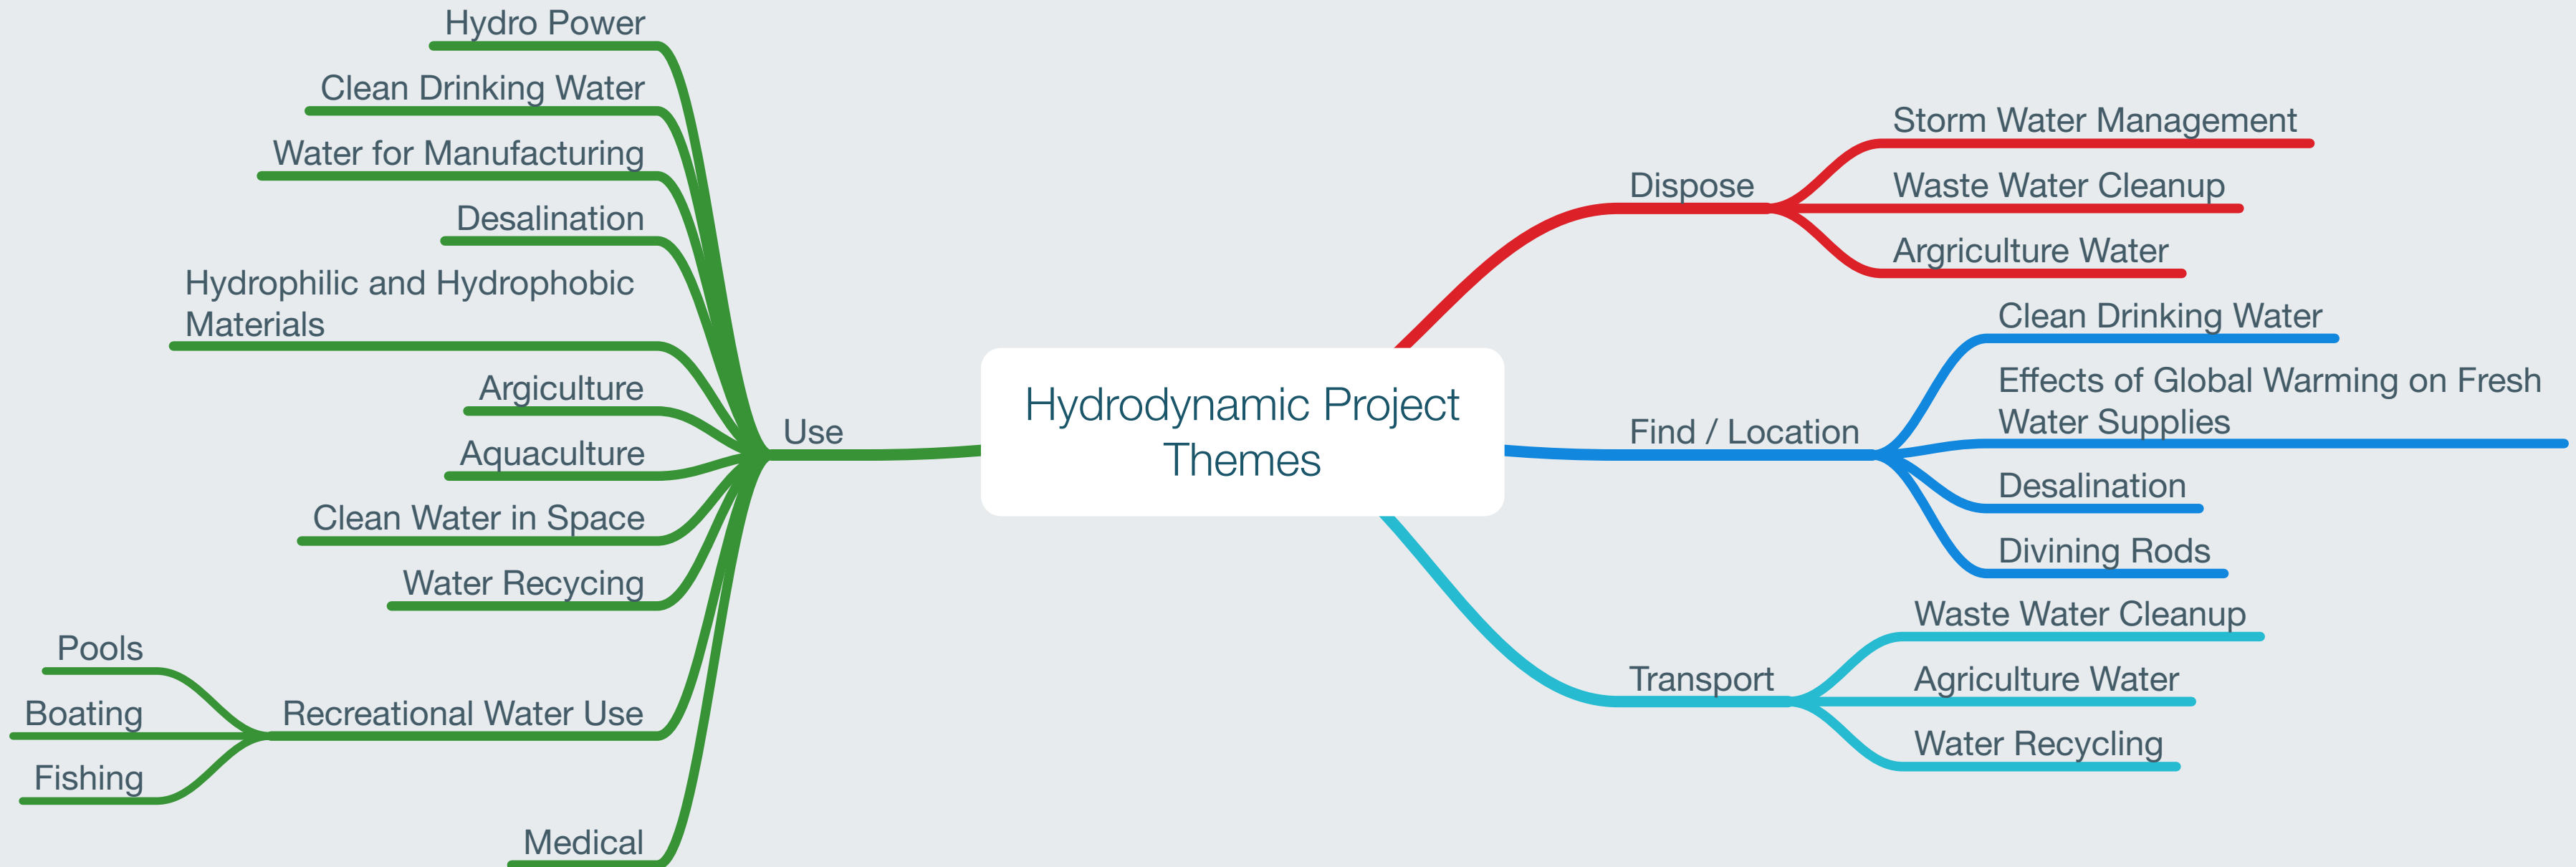 Hydrodynamic Project
Themes
Dispose
Storm Water Management
Waste Water Cleanup
Argriculture Water
Find / Location
Clean Drinking Water
Effects of Global Warming on Fresh
Water Supplies
Desalination
Divining Rods
Transport
Waste Water Cleanup
Agriculture Water
Water Recycling
Use
Hydro Power
Clean Drinking Water
Water for Manufacturing
Desalination
Hydrophilic and Hydrophobic
Materials
Argiculture
Aquaculture
Clean Water in Space
Water Recycing
Recreational Water Use
Pools
Boating
Fishing
Medical